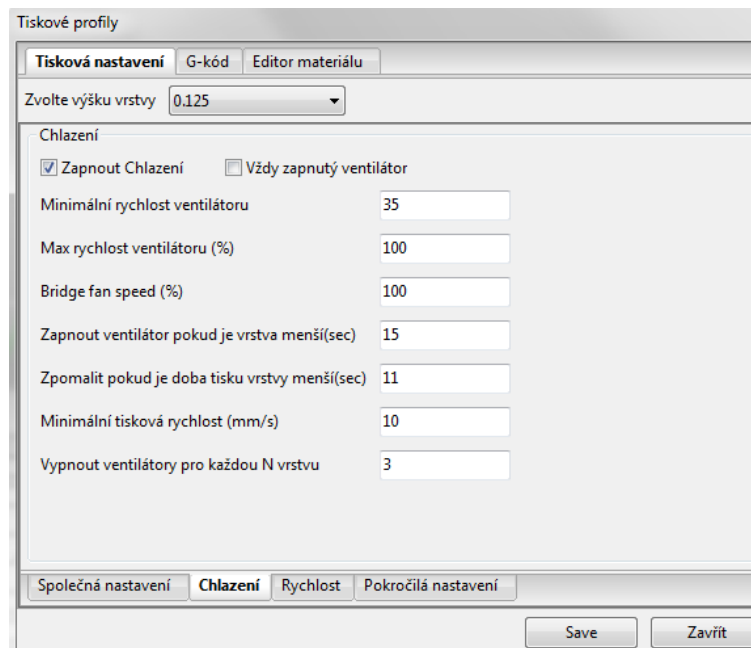 Tiskové profily
Tisková nastavení G-kód Editor materiálu
Zvolte výšku vrstvy 0.125
Chlazení
Zapnout Chlazení Vždy zapnutý ventilátor
Minimální rychlost ventilátoru 35
Max rychlost ventilátoru (%) 100
Bridge fan speed (%) 100
Zapnout ventilátor pokud je vrstva menší(sec) 15
Zpomalit pokud je doba tisku vrstvy menší(sec) 11
Minimální tisková rychlost (mm/s) 10
Vypnout ventilátory pro každou N vrstvu 3
Společná nastavení Chlazení Rychlost Pokročilá nastavení
Save Zavřít